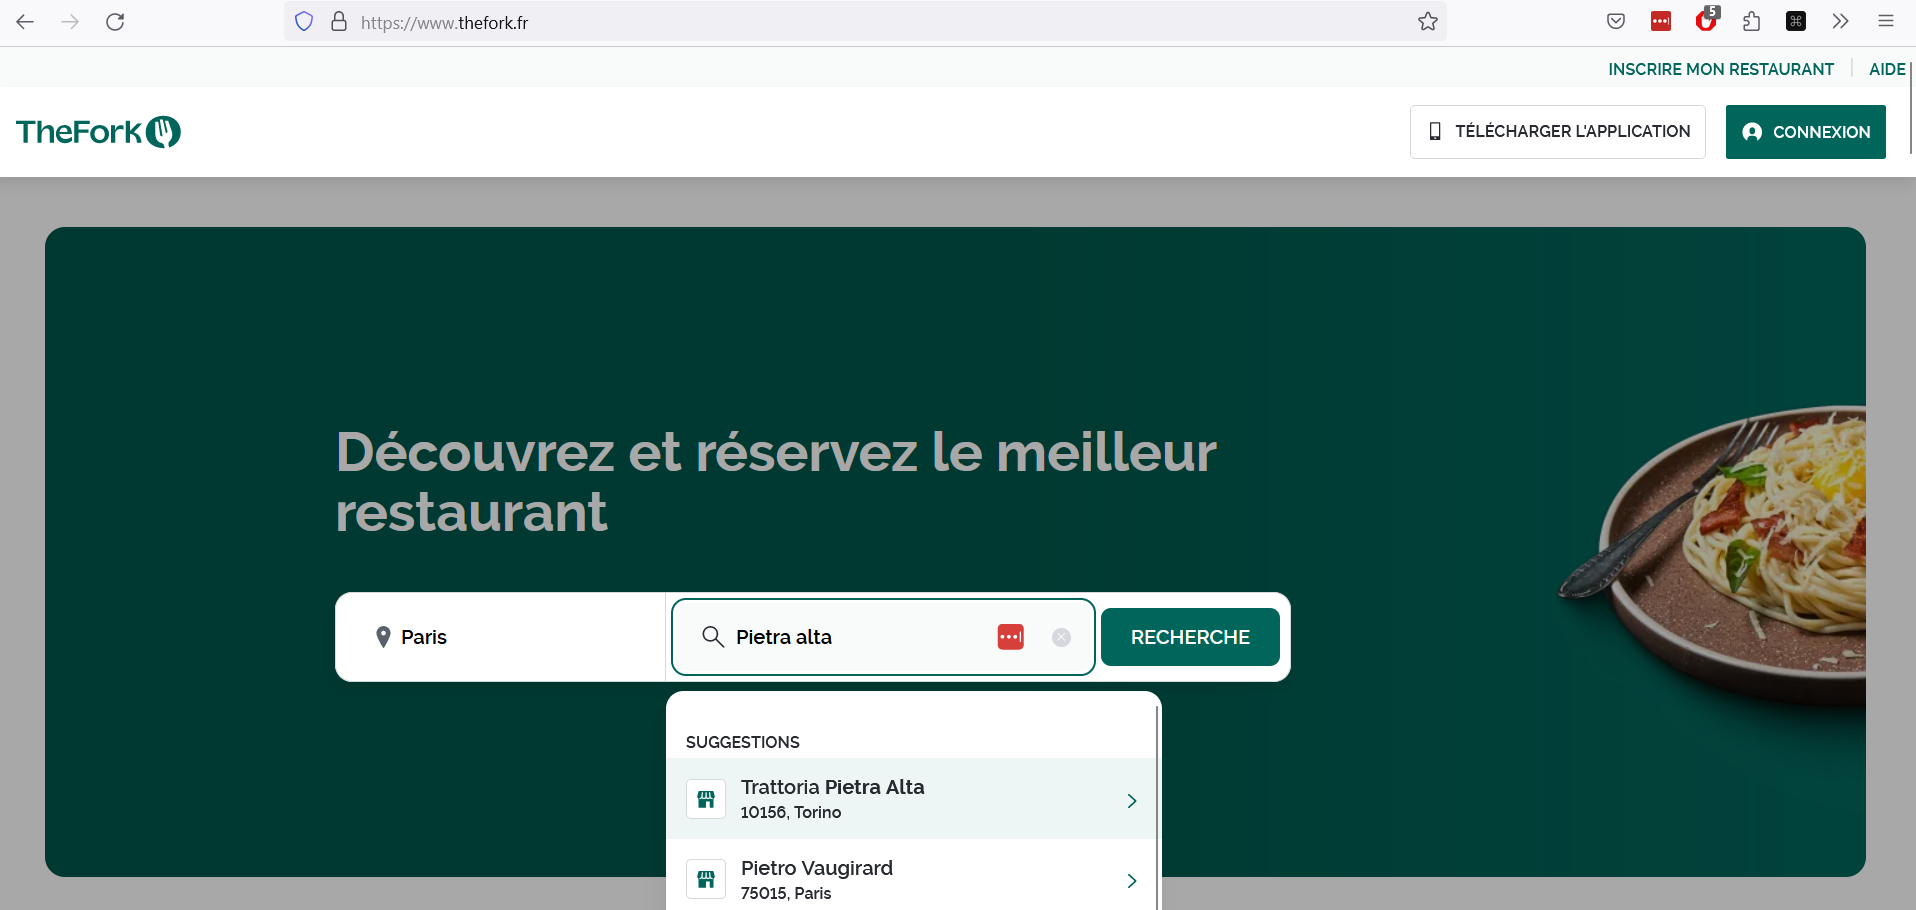 https://www.thefork.fr
5
INSCRIRE MON RESTAURANT
AIDE
TheFork
TÉLÉCHARGER L'APPLICATION
CONNEXION
Découvrez et réservez le meilleur
restaurant
Paris
Pietra alta
RECHERCHE
SUGGESTIONS
Trattoria Pietra Alta
10156, Torino
Pietro Vaugirard
75015, Paris